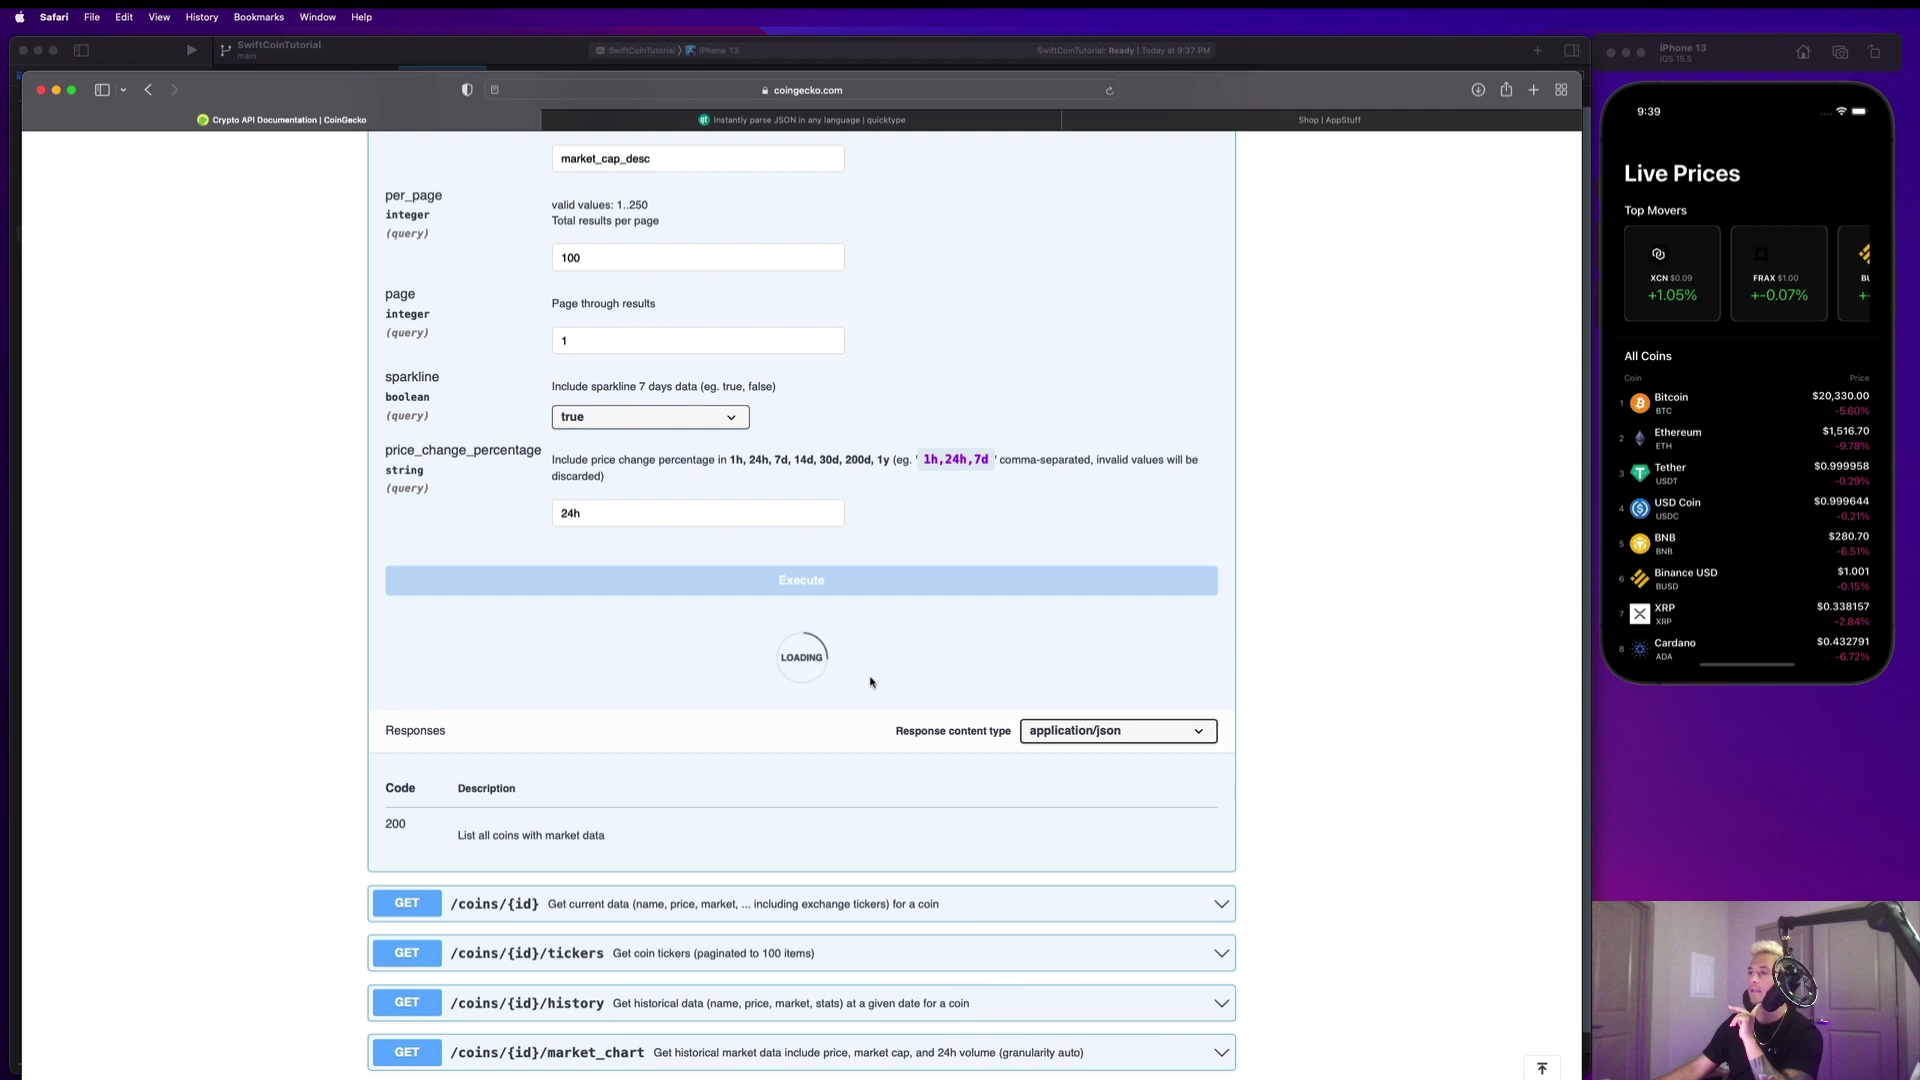 Safari File Edit View History Bookmarks Window Help
SwiftCoinTutorial
main
SwiftCoinTutorial 〉 iPhone 13
SwiftCoinTutorial: Ready | Today at 9:37 PM
coingecko.com
Crypto API Documentation | CoinGecko
qt Instantly parse JSON in any language | quicktype
Shop | AppStuff
market_cap_desc
per_page
integer
(query)
valid values: 1..250
Total results per page
100
page
integer
(query)
Page through results
1
sparkline
boolean
(query)
Include sparkline 7 days data (eg. true, false)
true
price_change_percentage
string
(query)
Include price change percentage in 1h, 24h, 7d, 14d, 30d, 200d, 1y (eg. ' 1h,24h,7d ' comma-separated, invalid values will be
discarded)
24h
Execute
LOADING
Responses
Response content type
application/json
Code Description
200
List all coins with market data
GET /coins/{id} Get current data (name, price, market, ... including exchange tickers) for a coin
GET /coins/{id}/tickers Get coin tickers (paginated to 100 items)
GET /coins/{id}/history Get historical data (name, price, market, stats) at a given date for a coin
GET /coins/{id}/market_chart Get historical market data include price, market cap, and 24h volume (granularity auto)
iPhone 13
iOS 15.5
9:39
Live Prices
Top Movers
XCN $0.09
+1.05%
FRAX $1.00
+-0.07%
BU
+-
All Coins
Coin Price
1 Bitcoin $20,330.00
BTC -5.60%
2 Ethereum $1,516.70
ETH -9.78%
3 Tether $0.999958
USDT -0.29%
4 USD Coin $0.999644
USDC -0.21%
5 BNB $280.70
BNB -6.51%
6 Binance USD $1.001
BUSD -0.15%
7 XRP $0.338157
XRP -2.84%
8 Cardano $0.432791
ADA -6.72%